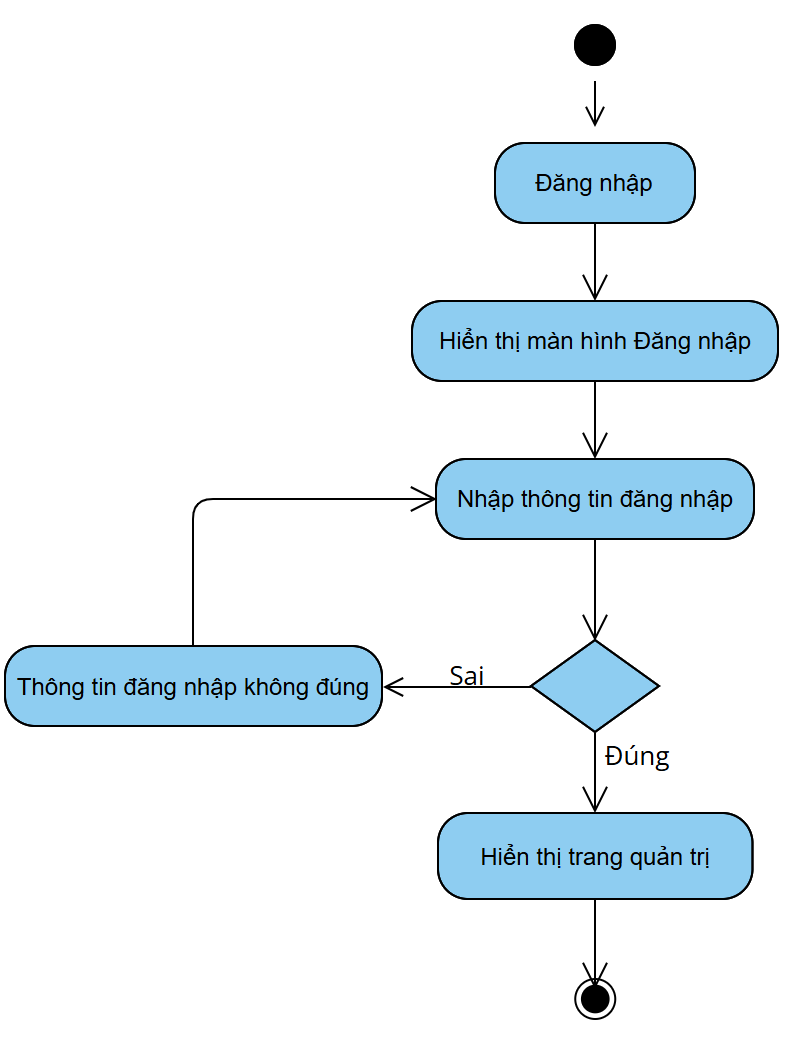 Đăng nhập
Hiển thị màn hình Đăng nhập
Nhập thông tin đăng nhập
Sai
Thông tin đăng nhập không đúng
Đúng
Hiển thị trang quản trị